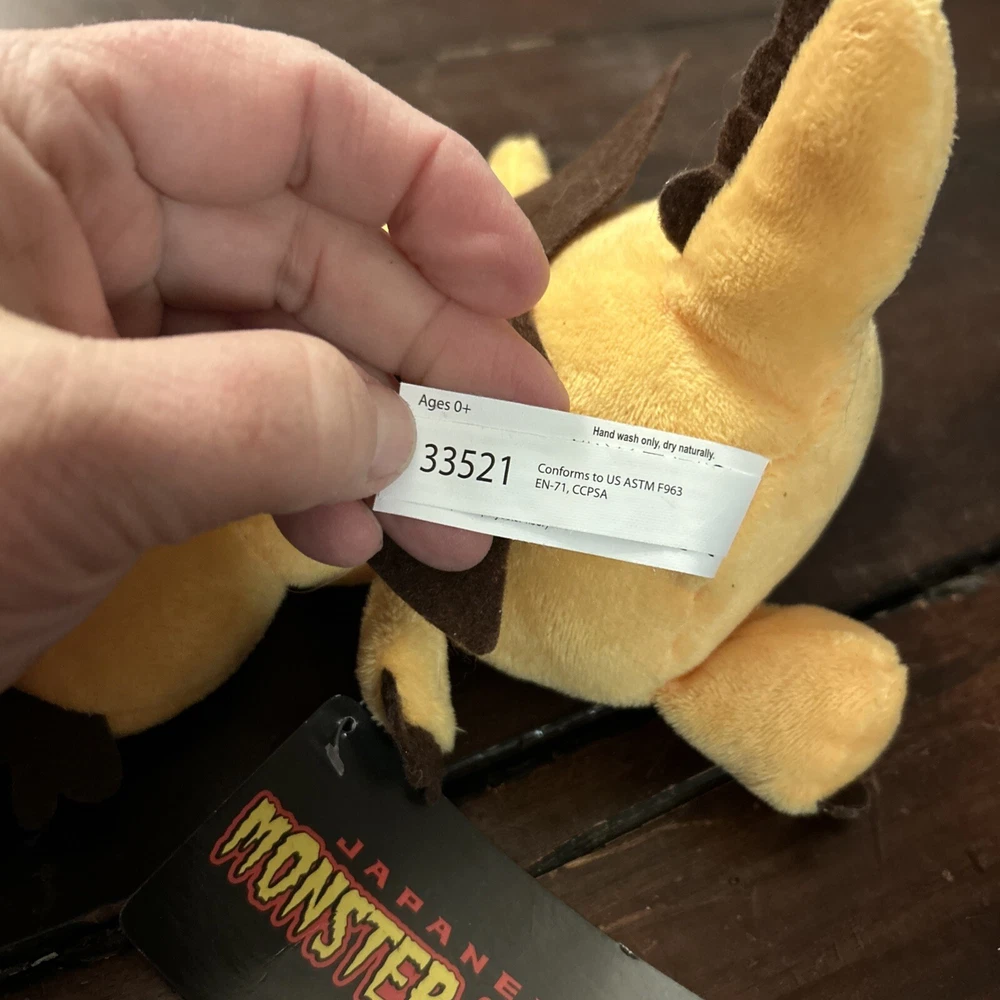 Ages 0+
Hand wash only, dry naturally.
33521
Conforms to US ASTM F963
EN-71, CCPSA
JAPANE
MONSTER